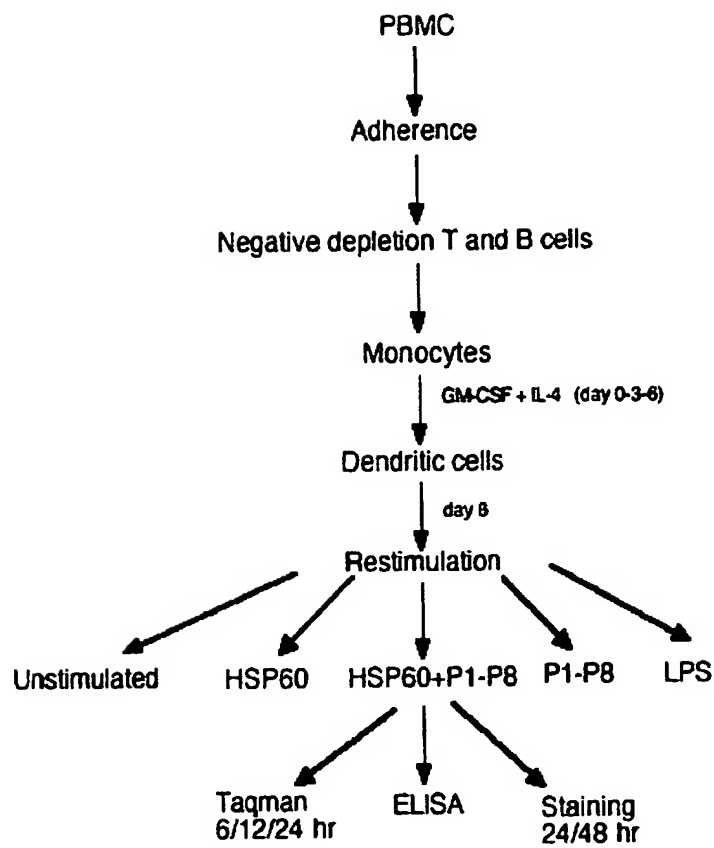 PBMC
Adherence
Negative depletion T and B cells
Monocytes
GM-CSF + IL-4 (day 0-3-6)
Dendritic cells
day 6
Restimulation
Unstimulated HSP60 HSP60+P1-P8 P1-P8 LPS
Taqman ELISA Staining
6/12/24 hr 24/48 hr